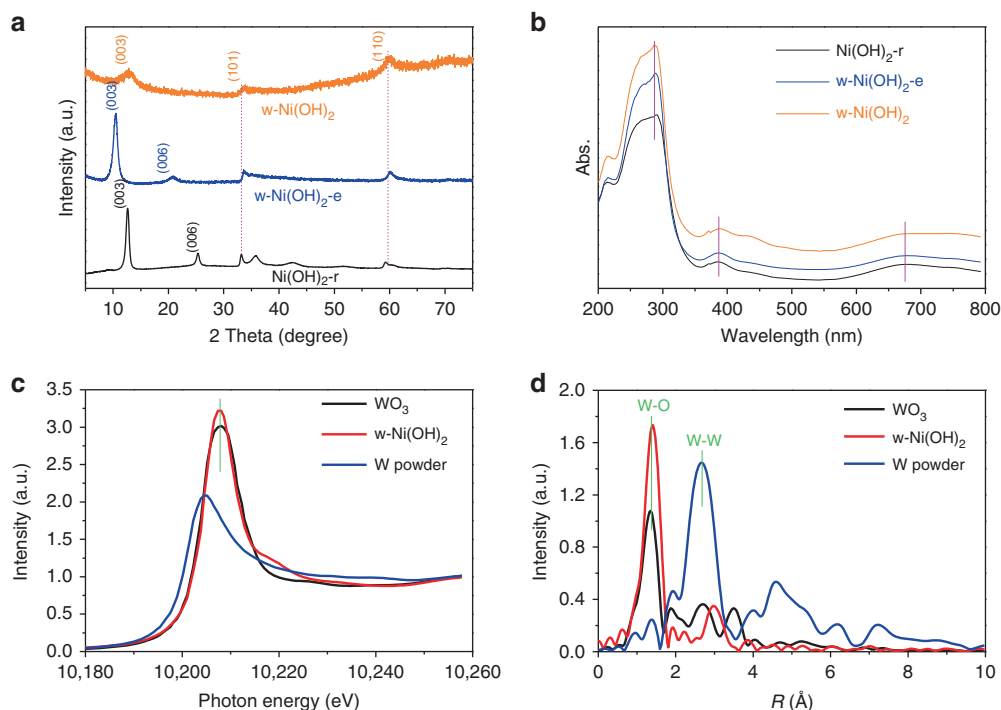 a
(003)
(101)
(110)
w-Ni(OH)2
(003)
(006)
w-Ni(OH)2-e
(003)
(006)
Ni(OH)2-r
Intensity (a.u.)
10 20 30 40 50 60 70
2 Theta (degree)
b
Ni(OH)2-r
w-Ni(OH)2-e
w-Ni(OH)2
Abs.
200 300 400 500 600 700 800
Wavelength (nm)
c
3.5
3.0
2.5
2.0
1.5
1.0
0.5
0.0
WO3
w-Ni(OH)2
W powder
Intensity (a.u.)
10,180 10,200 10,220 10,240 10,260
Photon energy (eV)
d
2.0
1.6
1.2
0.8
0.4
0.0
W-O
W-W
WO3
w-Ni(OH)2
W powder
Intensity (a.u.)
0 2 4 6 8 10
R (Å)